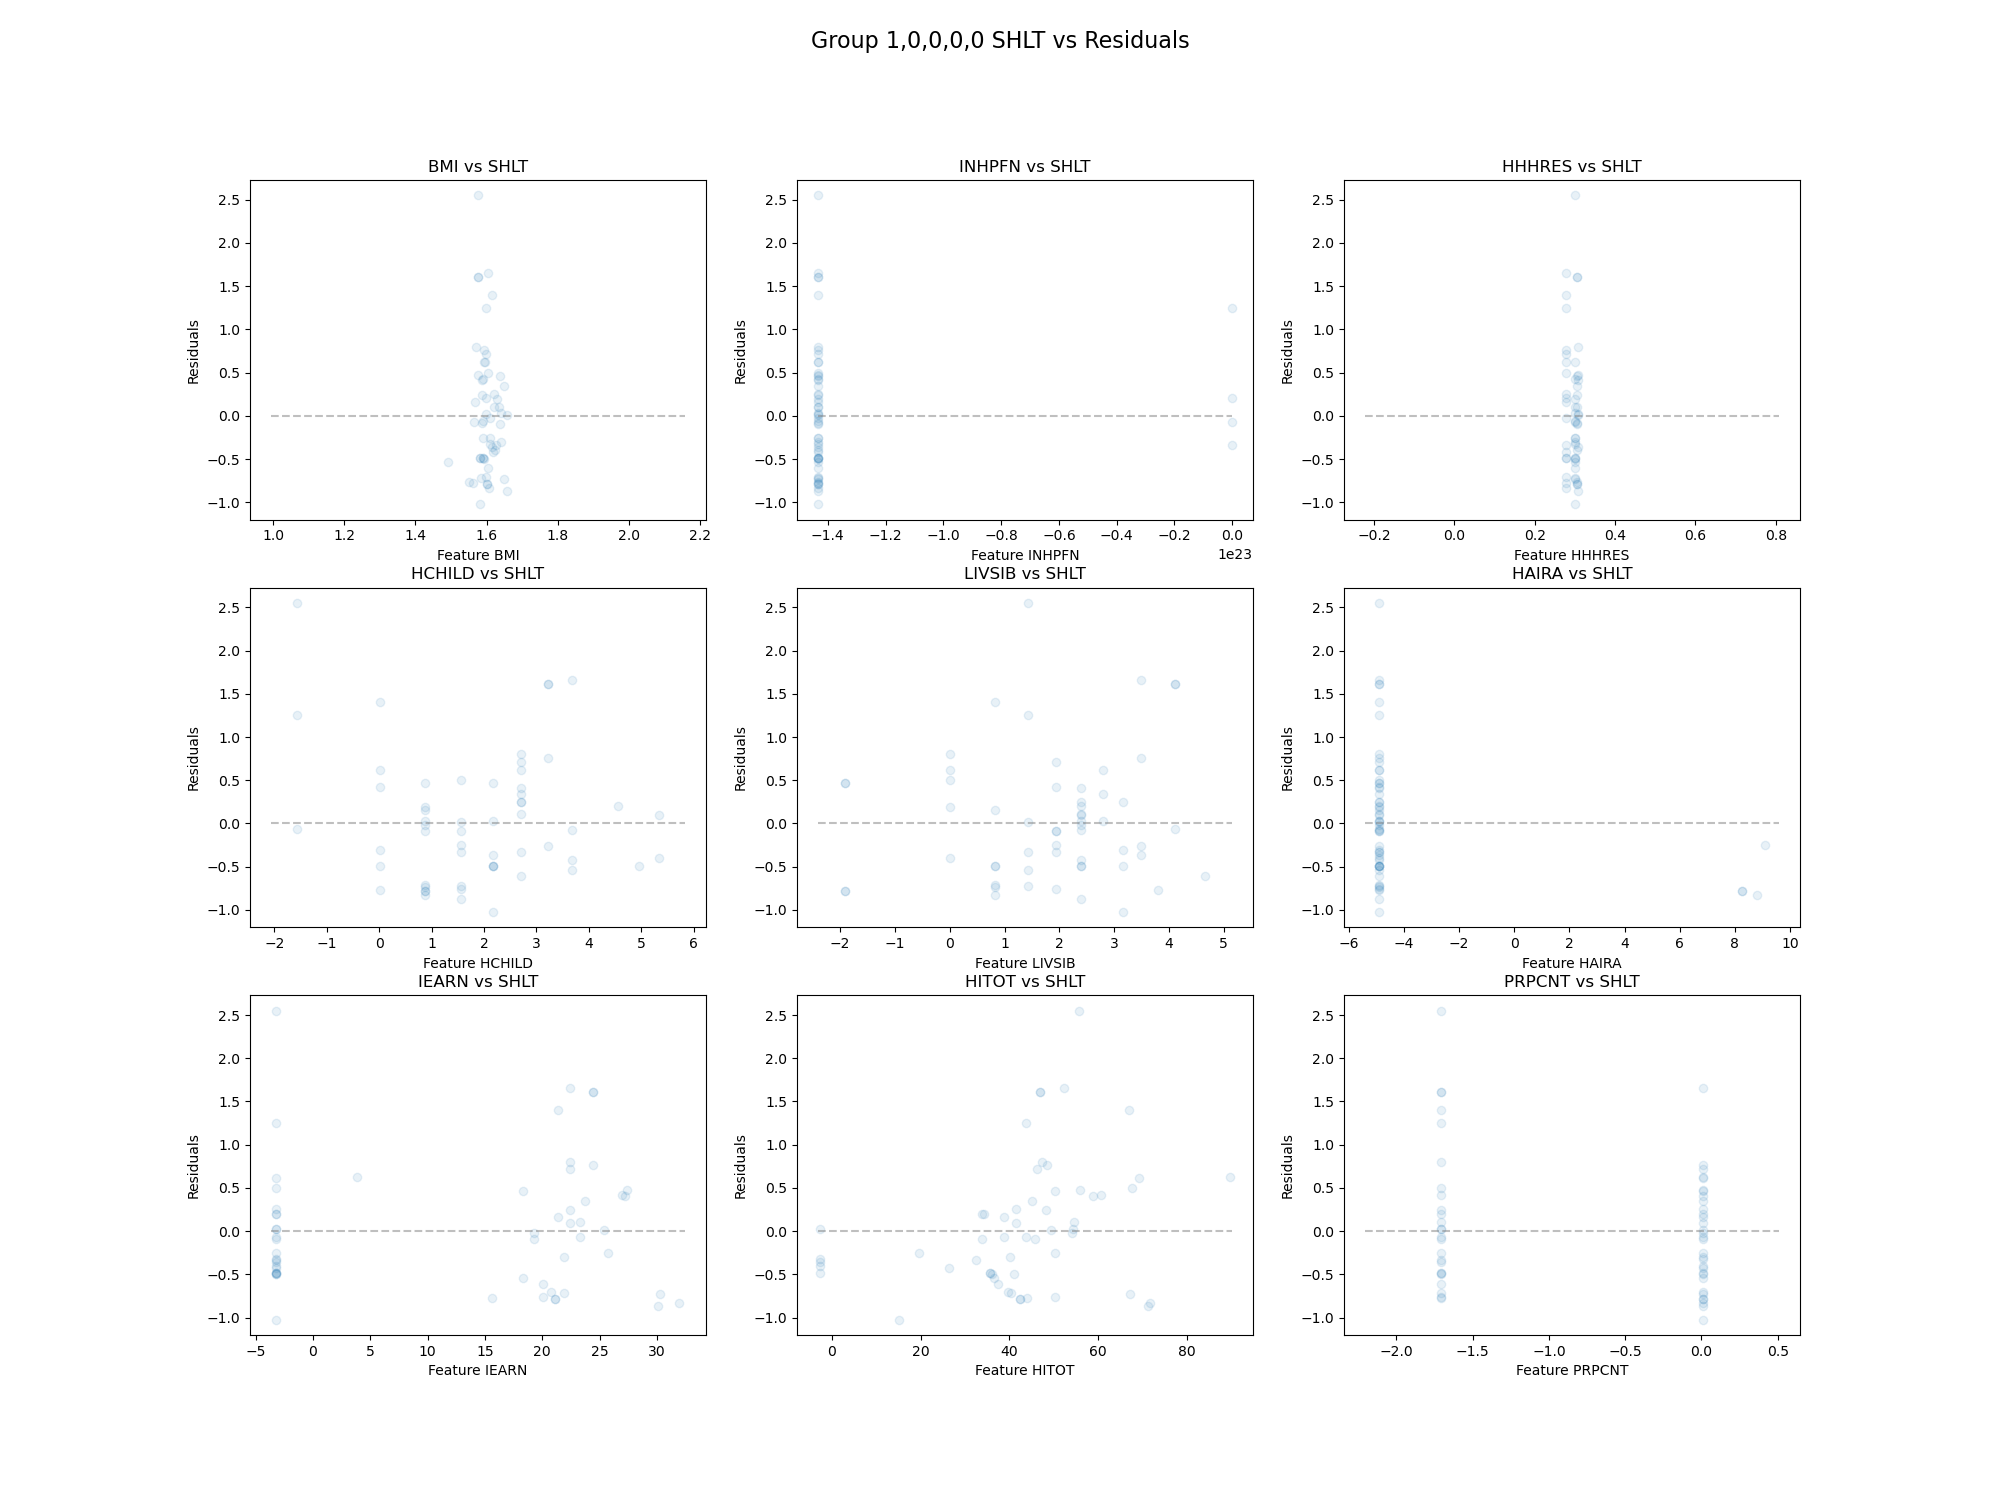 Group 1,0,0,0,0 SHLT vs Residuals
BMI vs SHLT
Residuals
2.5
2.0
1.5
1.0
0.5
0.0
−0.5
−1.0
1.0 1.2 1.4 1.6 1.8 2.0 2.2
Feature BMI
INHPFN vs SHLT
Residuals
2.5
2.0
1.5
1.0
0.5
0.0
−0.5
−1.0
−1.4 −1.2 −1.0 −0.8 −0.6 −0.4 −0.2 0.0
Feature INHPFN
1e23
HHHRES vs SHLT
Residuals
2.5
2.0
1.5
1.0
0.5
0.0
−0.5
−1.0
−0.2 0.0 0.2 0.4 0.6 0.8
Feature HHHRES
HCHILD vs SHLT
Residuals
2.5
2.0
1.5
1.0
0.5
0.0
−0.5
−1.0
−2 −1 0 1 2 3 4 5 6
Feature HCHILD
LIVSIB vs SHLT
Residuals
2.5
2.0
1.5
1.0
0.5
0.0
−0.5
−1.0
−2 −1 0 1 2 3 4 5
Feature LIVSIB
HAIRA vs SHLT
Residuals
2.5
2.0
1.5
1.0
0.5
0.0
−0.5
−1.0
−6 −4 −2 0 2 4 6 8 10
Feature HAIRA
IEARN vs SHLT
Residuals
2.5
2.0
1.5
1.0
0.5
0.0
−0.5
−1.0
−5 0 5 10 15 20 25 30
Feature IEARN
HITOT vs SHLT
Residuals
2.5
2.0
1.5
1.0
0.5
0.0
−0.5
−1.0
0 20 40 60 80
Feature HITOT
PRPCNT vs SHLT
Residuals
2.5
2.0
1.5
1.0
0.5
0.0
−0.5
−1.0
−2.0 −1.5 −1.0 −0.5 0.0 0.5
Feature PRPCNT